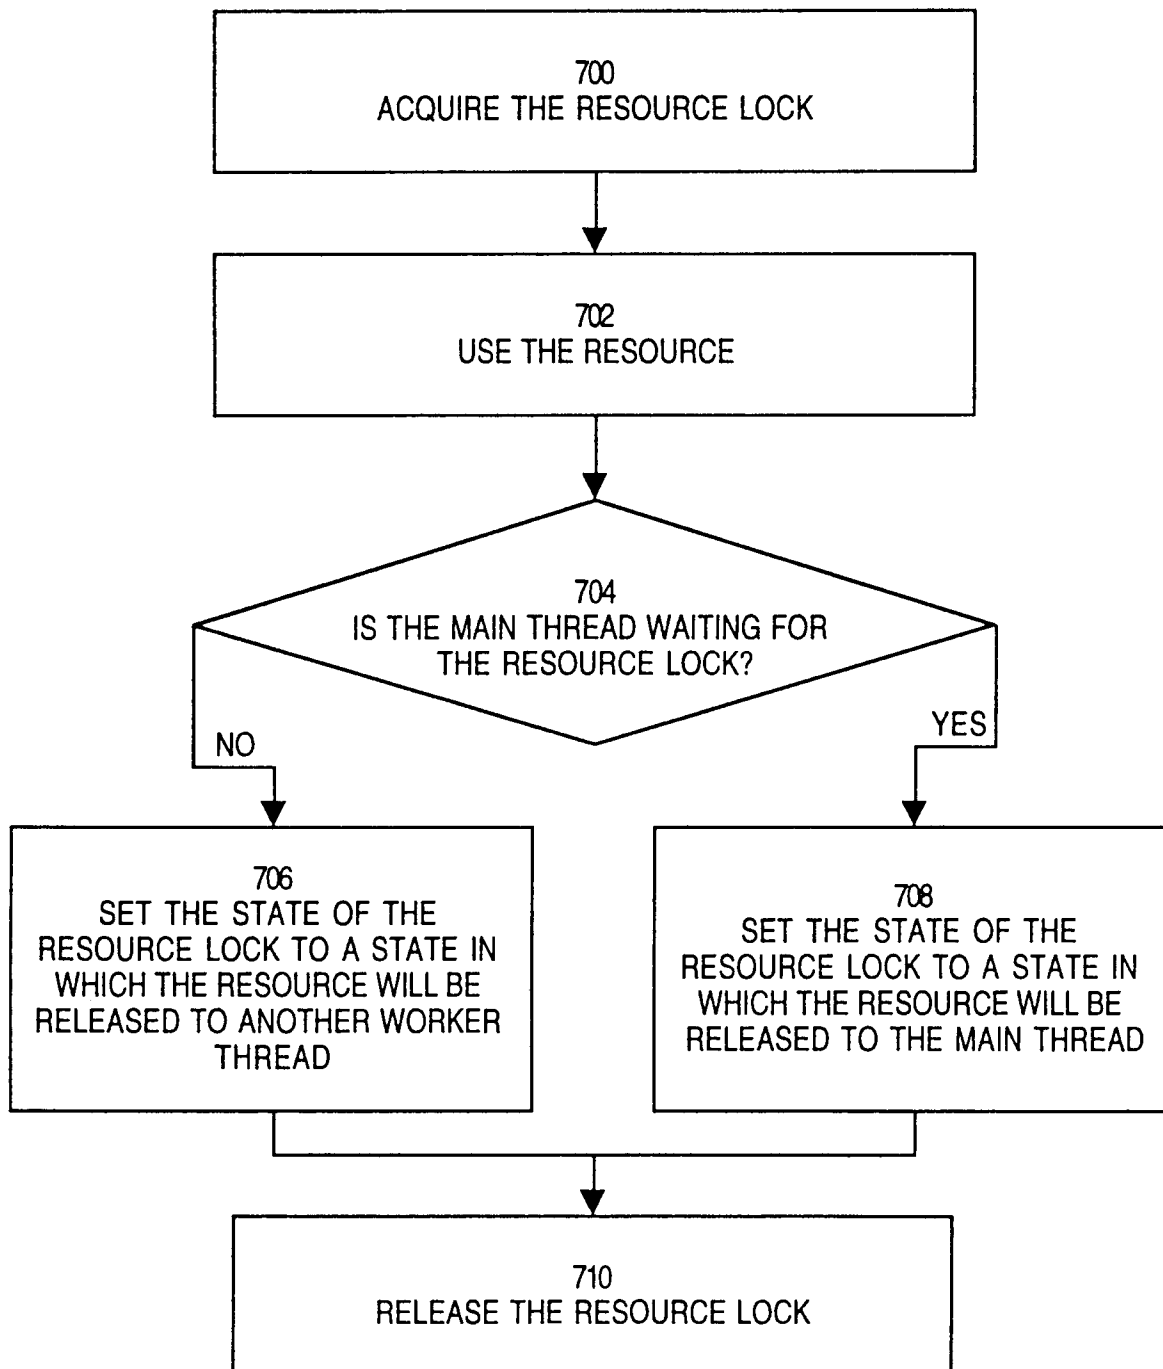 700
ACQUIRE THE RESOURCE LOCK
702
USE THE RESOURCE
704
IS THE MAIN THREAD WAITING FOR
THE RESOURCE LOCK?
NO
YES
706
SET THE STATE OF THE
RESOURCE LOCK TO A STATE IN
WHICH THE RESOURCE WILL BE
RELEASED TO ANOTHER WORKER
THREAD
708
SET THE STATE OF THE
RESOURCE LOCK TO A STATE IN
WHICH THE RESOURCE WILL BE
RELEASED TO THE MAIN THREAD
710
RELEASE THE RESOURCE LOCK